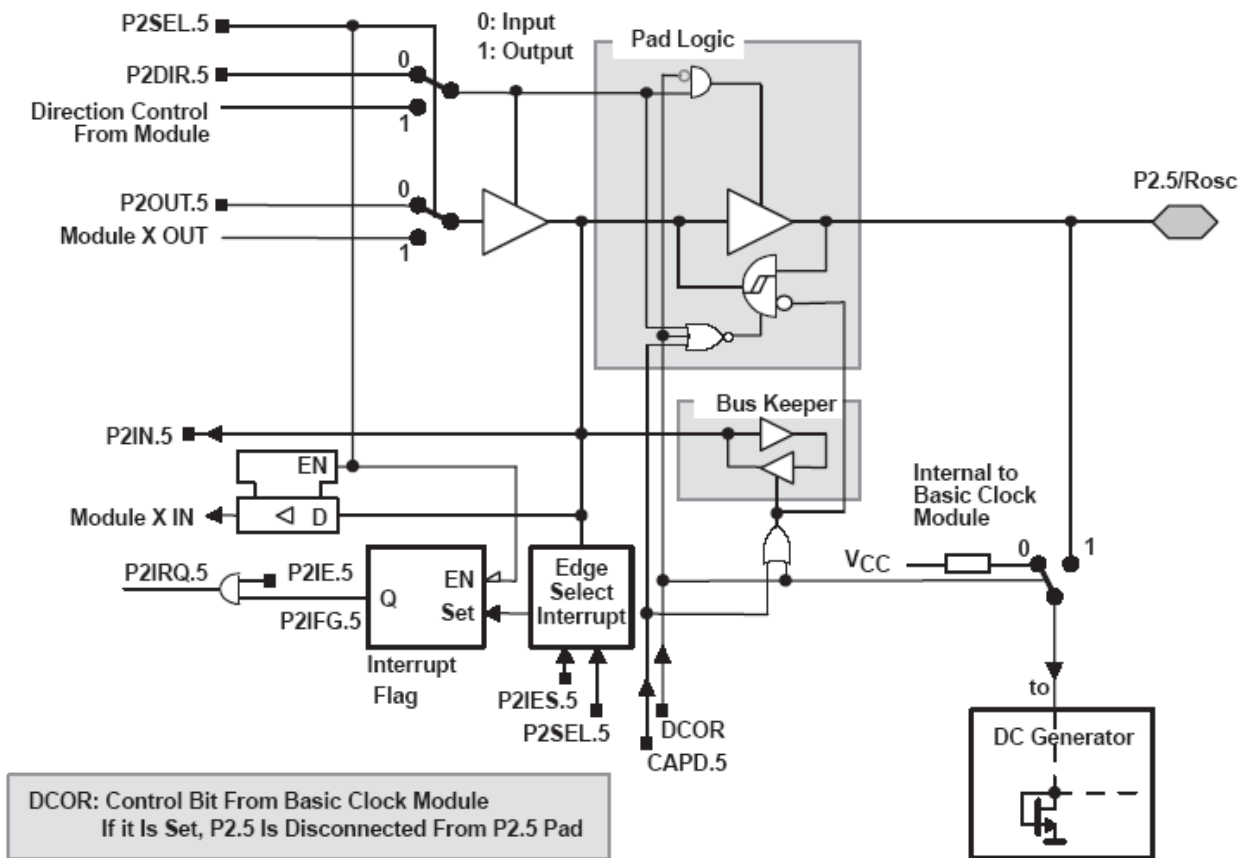 P2SEL.5
0: Input
1: Output
Pad Logic
P2DIR.5
0
Direction Control
From Module
1
P2OUT.5
0
Module X OUT
1
P2.5/Rosc
Bus Keeper
P2IN.5
EN
Module X IN
D
Internal to
Basic Clock
Module
VCC
0
1
P2IRQ.5
P2IE.5
P2IFG.5
Q
EN
Set
Edge
Select
Interrupt
Interrupt
Flag
P2IES.5
P2SEL.5
DCOR
CAPD.5
to
DC Generator
DCOR: Control Bit From Basic Clock Module
If it Is Set, P2.5 Is Disconnected From P2.5 Pad